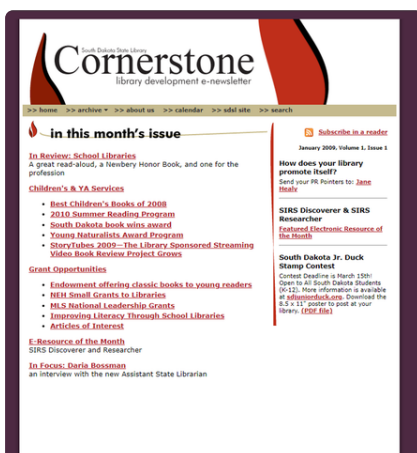 South Dakota State Library
Cornerstone
library development e-newsletter
>> home >> archive >> about us >> calendar >> sdsl site >> search
in this month's issue
In Review: School Libraries
A great read-aloud, a Newbery Honor Book, and one for the
profession
Children's & YA Services
Best Children's Books of 2008
2010 Summer Reading Program
South Dakota book wins award
Young Naturalists Award Program
StoryTubes 2009—The Library Sponsored Streaming
Video Book Review Project Grows
Grant Opportunities
Endowment offering classic books to young readers
NEH Small Grants to Libraries
MLS National Leadership Grants
Improving Literacy Through School Libraries
Articles of Interest
E-Resource of the Month
SIRS Discoverer and Researcher
In Focus: Daria Bossman
an interview with the new Assistant State Librarian
Subscribe in a reader
January 2009, Volume 1, Issue 1
How does your library
promote itself?
Send your PR Pointers to: Jane
Healy
SIRS Discoverer & SIRS
Researcher
Featured Electronic Resource of
the Month
South Dakota Jr. Duck
Stamp Contest
Contest Deadline is March 15th!
Open to All South Dakota Students
(K-12). More information is available
at sdjuniorduck.org. Download the
8.5 x 11" poster to post at your
library. (PDF file)